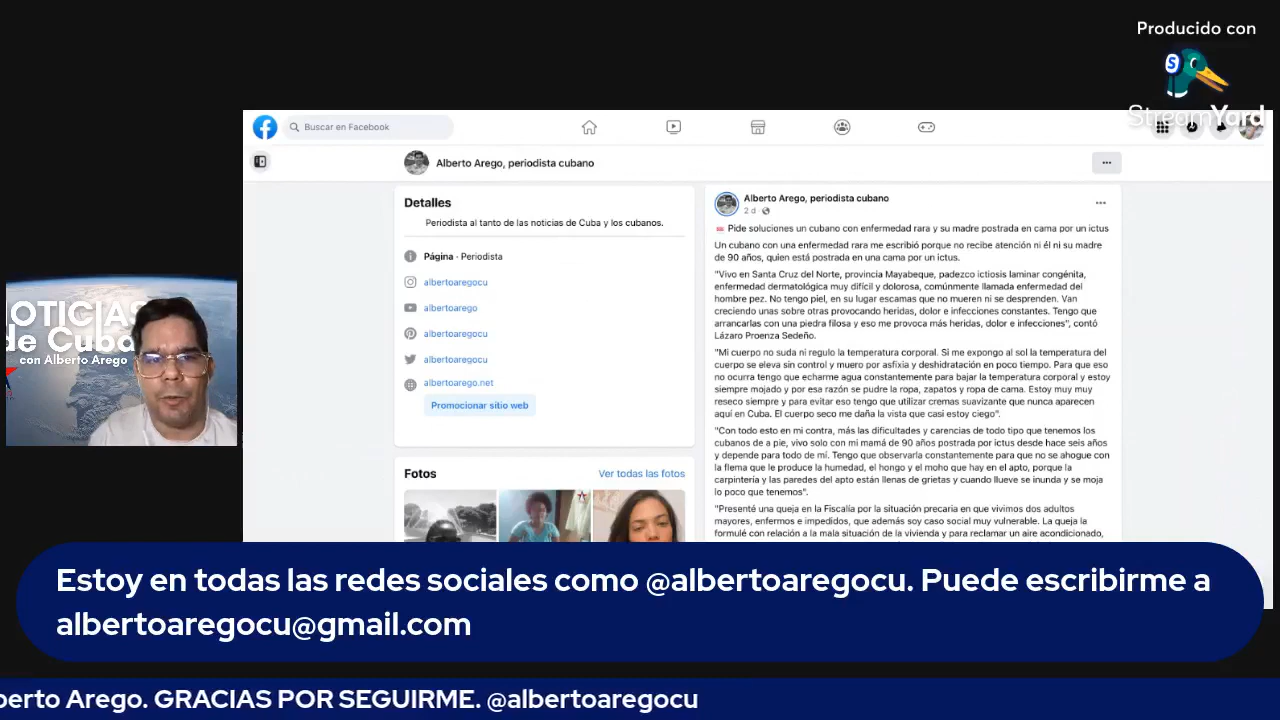 Producido con
StreamYard
Buscar en Facebook
Alberto Arego, periodista cubano
Detalles
Periodista al tanto de las noticias de Cuba y los cubanos.
Página · Periodista
albertoaregocu
albertoarego
albertoaregocu
albertoaregocu
albertoarego.net
Promocionar sitio web
Fotos
Ver todas las fotos
Alberto Arego, periodista cubano
2 d
Pide soluciones un cubano con enfermedad rara y su madre postrada en cama por un ictus
Un cubano con una enfermedad rara me escribió porque no recibe atención ni él ni su madre
de 90 años, quien está postrada en una cama por un ictus.
"Vivo en Santa Cruz del Norte, provincia Mayabeque, padezco ictiosis laminar congénita,
enfermedad dermatológica muy difícil y dolorosa, comúnmente llamada enfermedad del
hombre pez. No tengo piel, en su lugar escamas que no mueren ni se desprenden. Van
creciendo unas sobre otras provocando heridas, dolor e infecciones constantes. Tengo que
arrancarlas con una piedra filosa y eso me provoca más heridas, dolor e infecciones", contó
Lázaro Proenza Sedeño.
"Mi cuerpo no suda ni regulo la temperatura corporal. Si me expongo al sol la temperatura del
cuerpo se eleva sin control y muero por asfixia y deshidratación en poco tiempo. Para que eso
no ocurra tengo que echarme agua constantemente para bajar la temperatura corporal y estoy
siempre mojado y por esa razón se pudre la ropa, zapatos y ropa de cama. Estoy muy muy
reseco siempre y para evitar eso tengo que utilizar cremas suavizante que nunca aparecen
aquí en Cuba. El cuerpo seco me daña la vista que casi estoy ciego".
"Con todo esto en mi contra, más las dificultades y carencias de todo tipo que tenemos los
cubanos de a pie, vivo solo con mi mamá de 90 años postrada por ictus desde hace seis años
y depende para todo de mí. Tengo que observarla constantemente para que no se ahogue con
la flema que le produce la humedad, el hongo y el moho que hay en el apto, porque la
carpintería y las paredes del apto están llenas de grietas y cuando llueve se inunda y se moja
lo poco que tenemos".
"Presenté una queja en la Fiscalía por la situación precaria en que vivimos dos adultos
mayores, enfermos e impedidos, que además soy caso social muy vulnerable. La queja la
formulé con relación a la mala situación de la vivienda y para reclamar un aire acondicionado,
OTICIAS
de Cuba
con Alberto Arego
Estoy en todas las redes sociales como @albertoaregocu. Puede escribirme a
albertoaregocu@gmail.com
berto Arego. GRACIAS POR SEGUIRME. @albertoaregocu